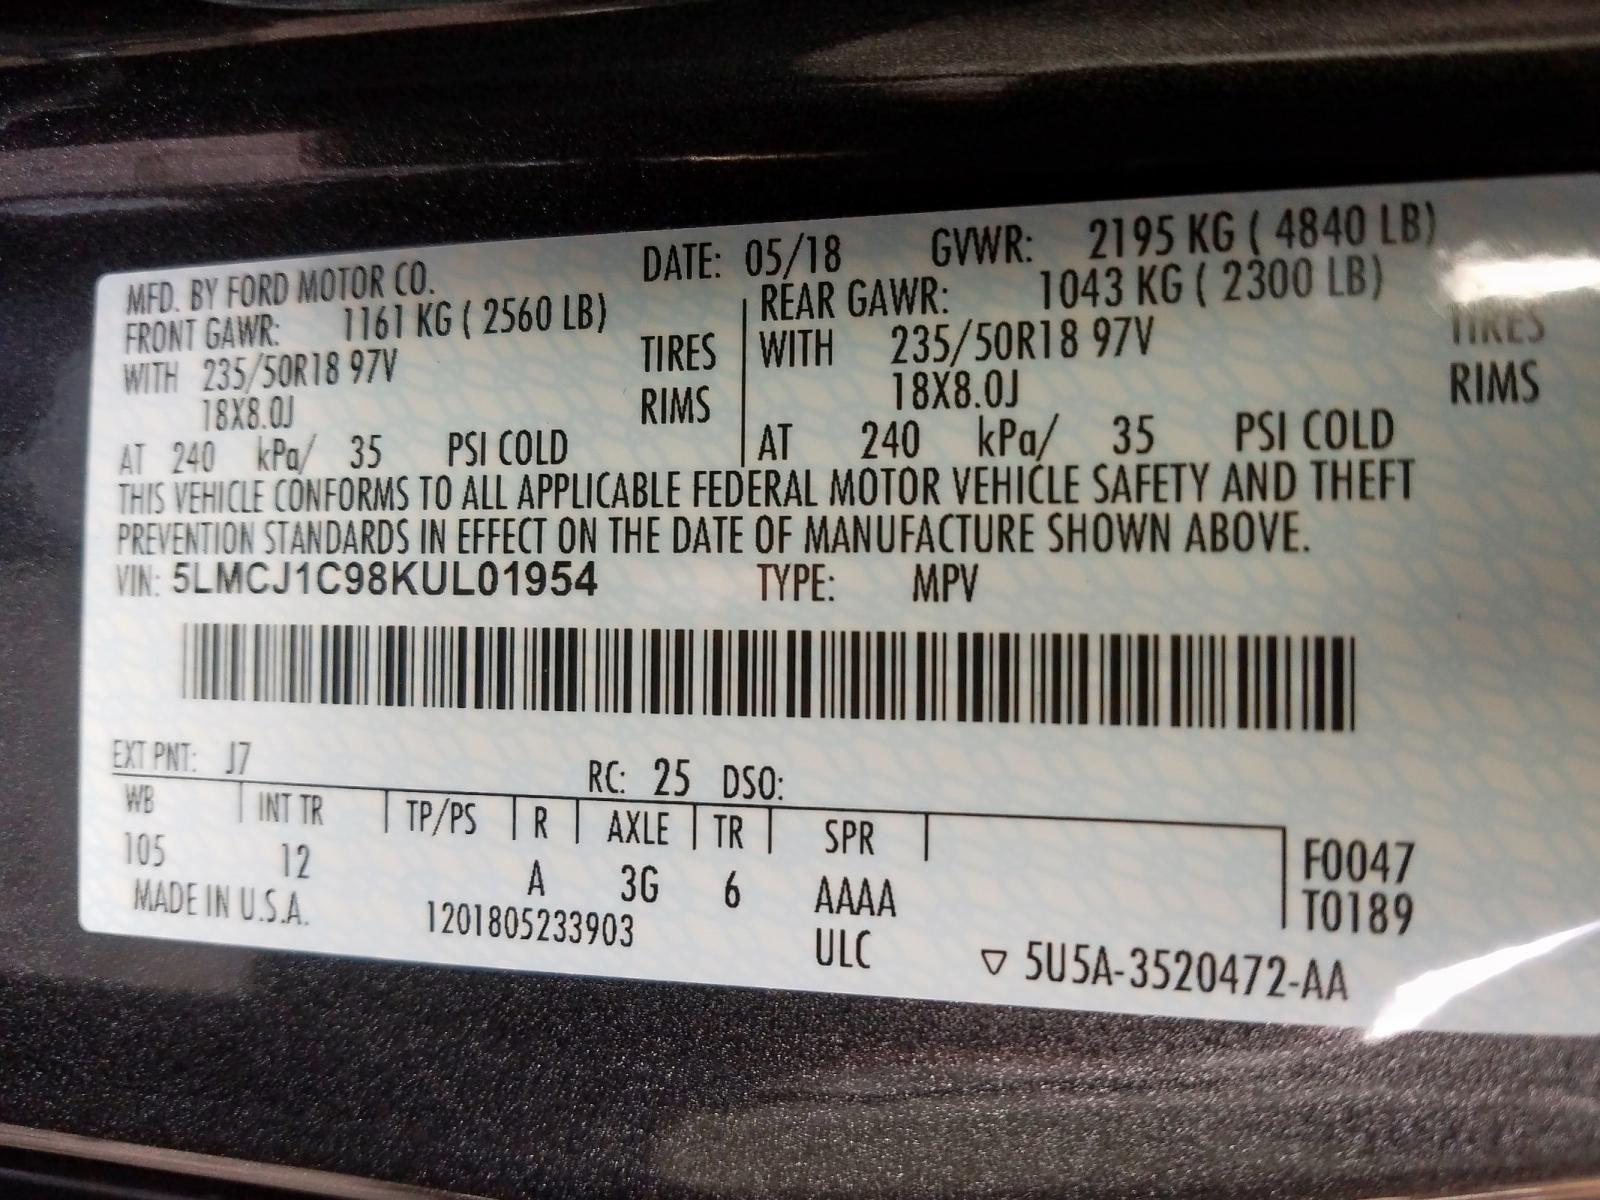 MFD. BY FORD MOTOR CO. DATE: 05/18 GVWR: 2195 KG ( 4840 LB)
FRONT GAWR: 1161 KG ( 2560 LB) REAR GAWR: 1043 KG ( 2300 LB)
WITH 235/50R18 97V TIRES WITH 235/50R18 97V TIRES
18X8.0J RIMS 18X8.0J RIMS
AT 240 kPa/ 35 PSI COLD AT 240 kPa/ 35 PSI COLD
THIS VEHICLE CONFORMS TO ALL APPLICABLE FEDERAL MOTOR VEHICLE SAFETY AND THEFT
PREVENTION STANDARDS IN EFFECT ON THE DATE OF MANUFACTURE SHOWN ABOVE.
VIN: 5LMCJ1C98KUL01954 TYPE: MPV
EXT PNT: J7 RC: 25 DSO:
WB INT TR TP/PS R AXLE TR SPR F0047
105 12 A 3G 6 AAAA T0189
MADE IN U.S.A. 1201805233903 ULC ▽ 5U5A-3520472-AA